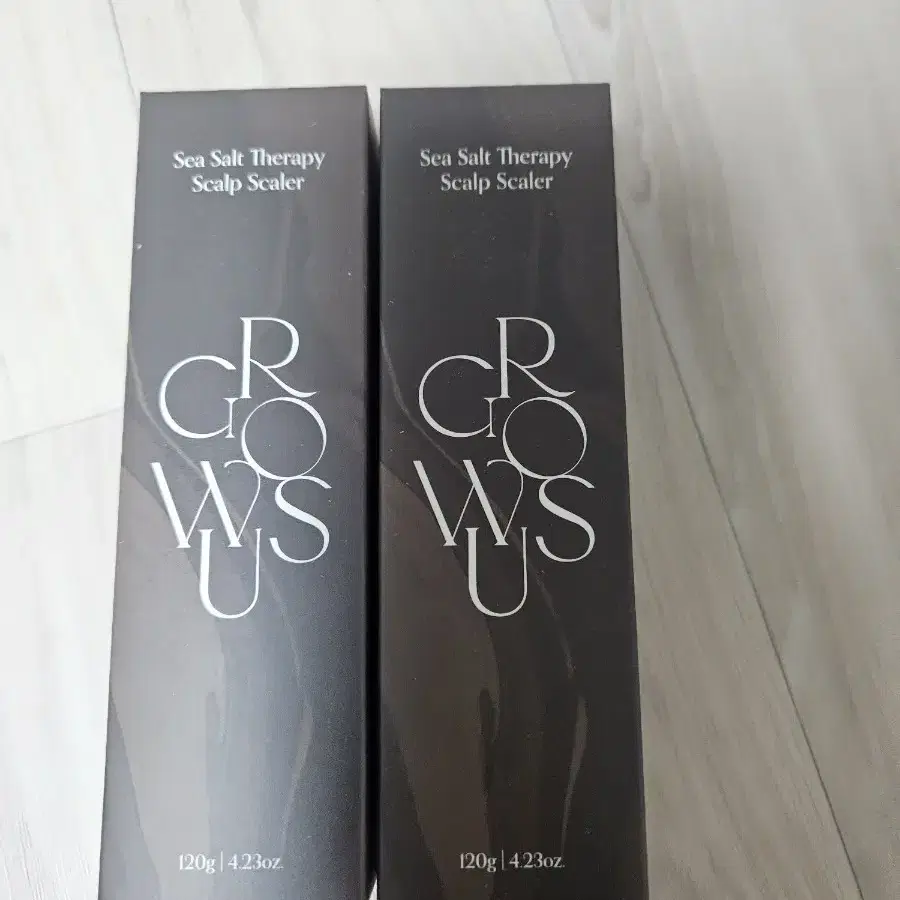 Sea Salt Therapy
Scalp Scaler
GROWUS
120g | 4.23oz.
Sea Salt Therapy
Scalp Scaler
GROWUS
120g | 4.23oz.